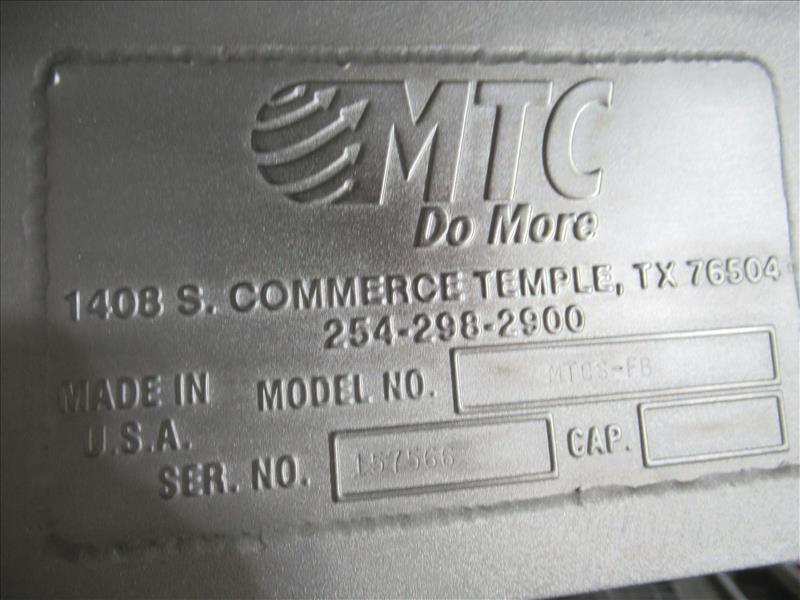 MTC
Do More
1408 S. COMMERCE TEMPLE, TX 76504
254-298-2900
MADE IN U.S.A.
MODEL NO. MTCS-FB
SER. NO. L57566
CAP.